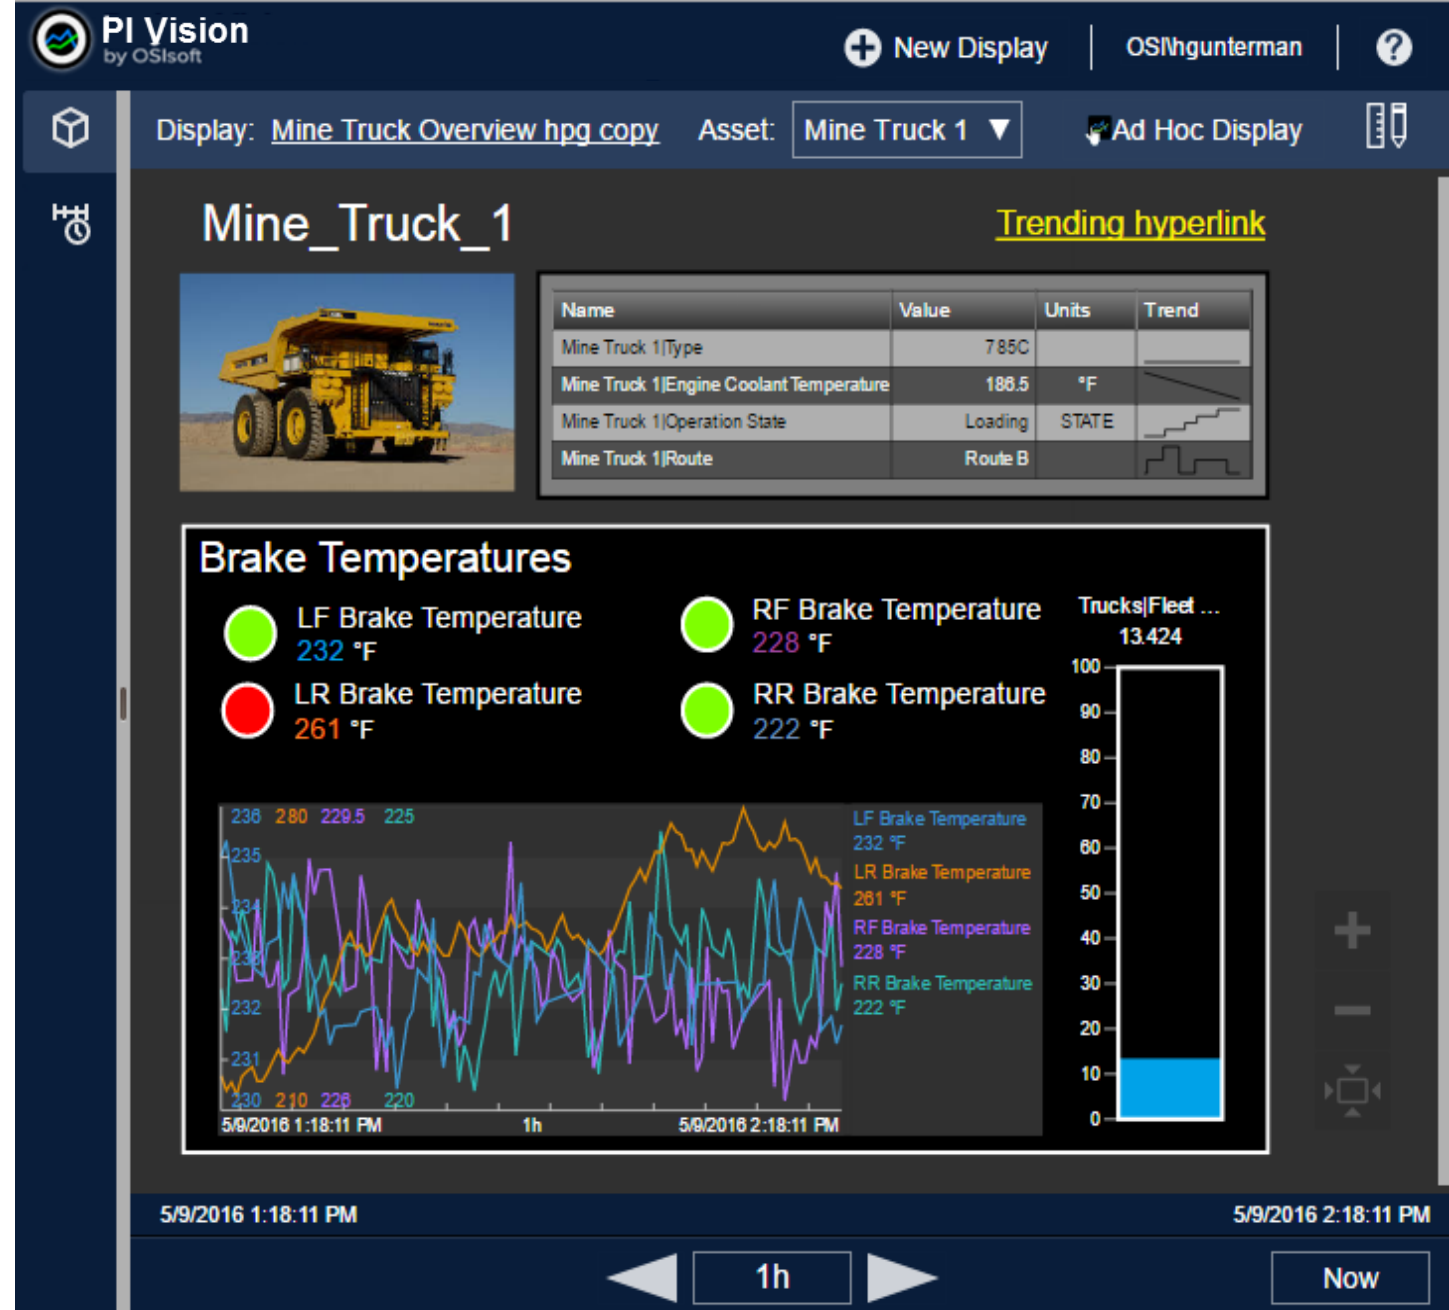 PI Vision
by OSIsoft
New Display
OSI\hgunterman
?
Display: Mine Truck Overview hpg copy Asset: Mine Truck 1 ▼ Ad Hoc Display
Mine_Truck_1
Trending hyperlink
Name Value Units Trend
Mine Truck 1|Type 785C
Mine Truck 1|Engine Coolant Temperature 186.5 °F
Mine Truck 1|Operation State Loading STATE
Mine Truck 1|Route Route B
Brake Temperatures
LF Brake Temperature
232 °F
RF Brake Temperature
228 °F
LR Brake Temperature
261 °F
RR Brake Temperature
222 °F
Trucks|Fleet ...
13.424
100
90
80
70
60
50
40
30
20
10
0
236 280 229.5 225
235
234
233
232
231
230 210 226 220
5/9/2016 1:18:11 PM 1h 5/9/2016 2:18:11 PM
LF Brake Temperature
232 °F
LR Brake Temperature
261 °F
RF Brake Temperature
228 °F
RR Brake Temperature
222 °F
5/9/2016 1:18:11 PM 5/9/2016 2:18:11 PM
1h
Now